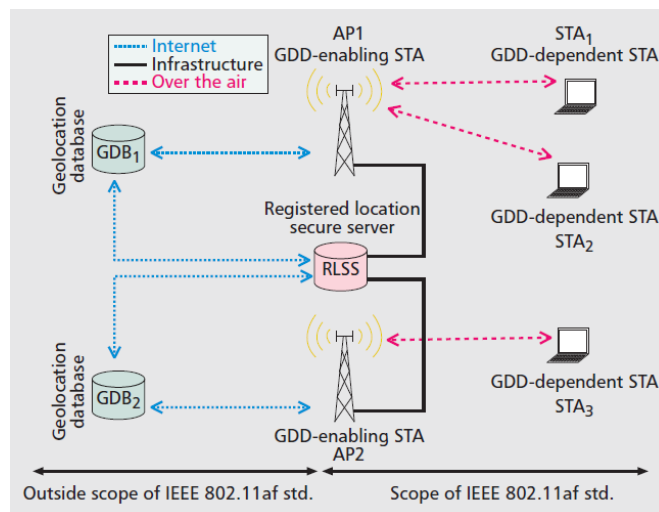 Internet
Infrastructure
Over the air
AP1
GDD-enabling STA
STA₁
GDD-dependent STA
Geolocation
database
GDB₁
GDD-dependent STA
STA₂
Registered location
secure server
RLSS
Geolocation
database
GDB₂
GDD-dependent STA
STA₃
GDD-enabling STA
AP2
Outside scope of IEEE 802.11af std.
Scope of IEEE 802.11af std.